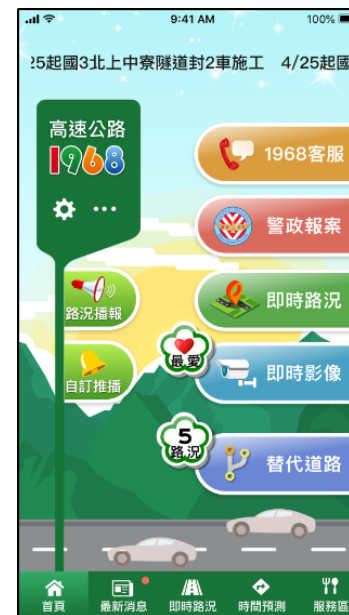 9:41 AM
100%
25起國3北上中寮隧道封2車施工 4/25起國
高速公路
1968
1968客服
警政報案
路況播報
即時路況
最愛
即時影像
自訂推播
5
路況
替代道路
首頁
最新消息
即時路況
時間預測
服務區